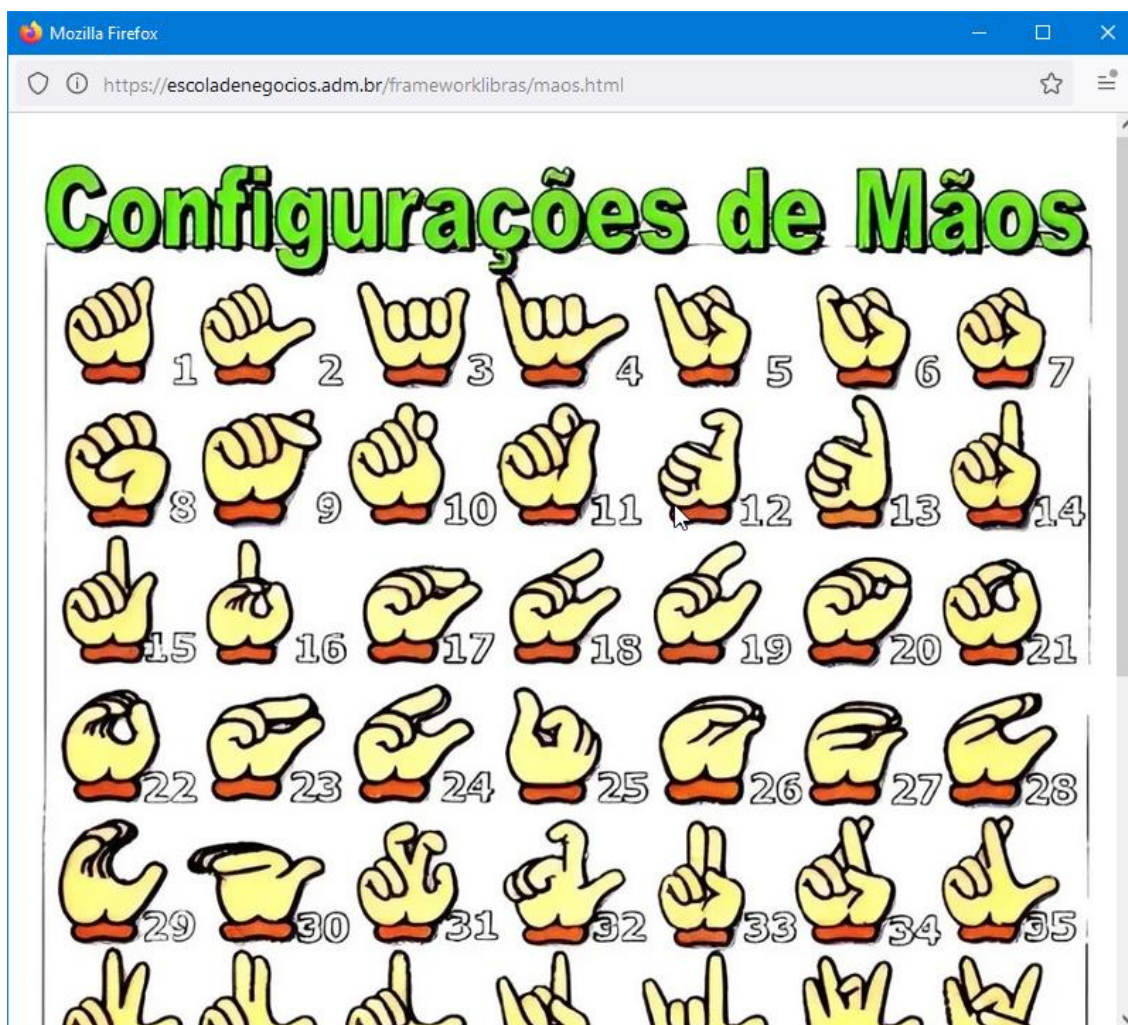 Mozilla Firefox
https://escoladenegocios.adm.br/frameworklibras/maos.html
Configurações de Mãos
1 2 3 4 5 6 7
8 9 10 11 12 13 14
15 16 17 18 19 20 21
22 23 24 25 26 27 28
29 30 31 32 33 34 35